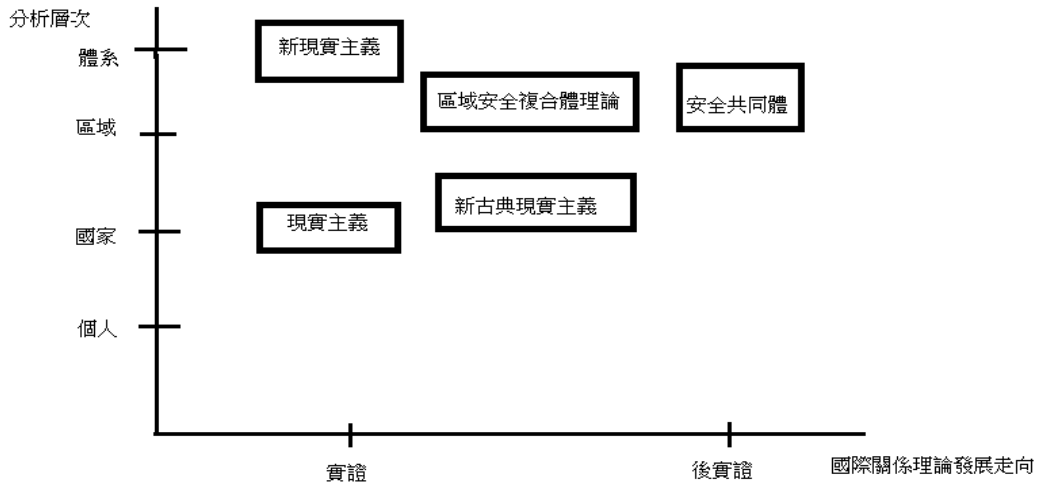 分析層次
體系
新現實主義
區域安全複合體理論
安全共同體
區域
新古典現實主義
現實主義
國家
個人
實證
後實證
國際關係理論發展走向